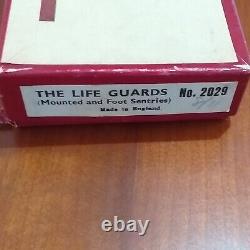 THE LIFE GUARDS No. 2029
(Mounted and Foot Sentries)
Made in England